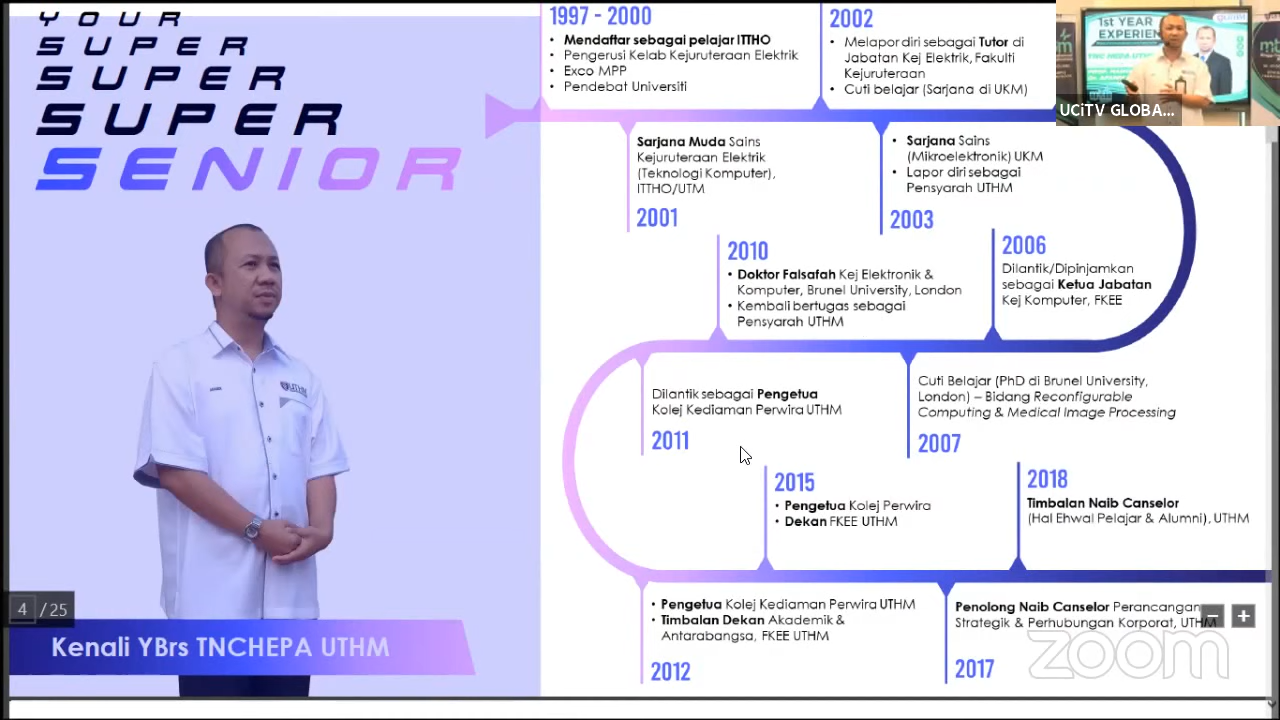 YOUR
SUPER
SUPER
SUPER
SENIOR
Kenali YBrs TNCHEPA UTHM
4 / 25
1997 - 2000
• Mendaftar sebagai pelajar ITTHO
• Pengerusi Kelab Kejuruteraan Elektrik
• Exco MPP
• Pendebat Universiti
2002
• Melapor diri sebagai Tutor di
Jabatan Kej Elektrik, Fakulti
Kejuruteraan
• Cuti belajar (Sarjana di UKM)
1st YEAR
EXPERIEN
UCiTV GLOBA...
Sarjana Muda Sains
Kejuruteraan Elektrik
(Teknologi Komputer),
ITTHO/UTM
2001
• Sarjana Sains
(Mikroelektronik) UKM
• Lapor diri sebagai
Pensyarah UTHM
2003
2010
• Doktor Falsafah Kej Elektronik &
Komputer, Brunel University, London
• Kembali bertugas sebagai
Pensyarah UTHM
2006
Dilantik/Dipinjamkan
sebagai Ketua Jabatan
Kej Komputer, FKEE
Dilantik sebagai Pengetua
Kolej Kediaman Perwira UTHM
2011
Cuti Belajar (PhD di Brunel University,
London) – Bidang Reconfigurable
Computing & Medical Image Processing
2007
2015
• Pengetua Kolej Perwira
• Dekan FKEE UTHM
2018
Timbalan Naib Canselor
(Hal Ehwal Pelajar & Alumni), UTHM
• Pengetua Kolej Kediaman Perwira UTHM
• Timbalan Dekan Akademik &
Antarabangsa, FKEE UTHM
2012
Penolong Naib Canselor Perancangan
Strategik & Perhubungan Korporat, UTHM
2017
zoom
UTHM